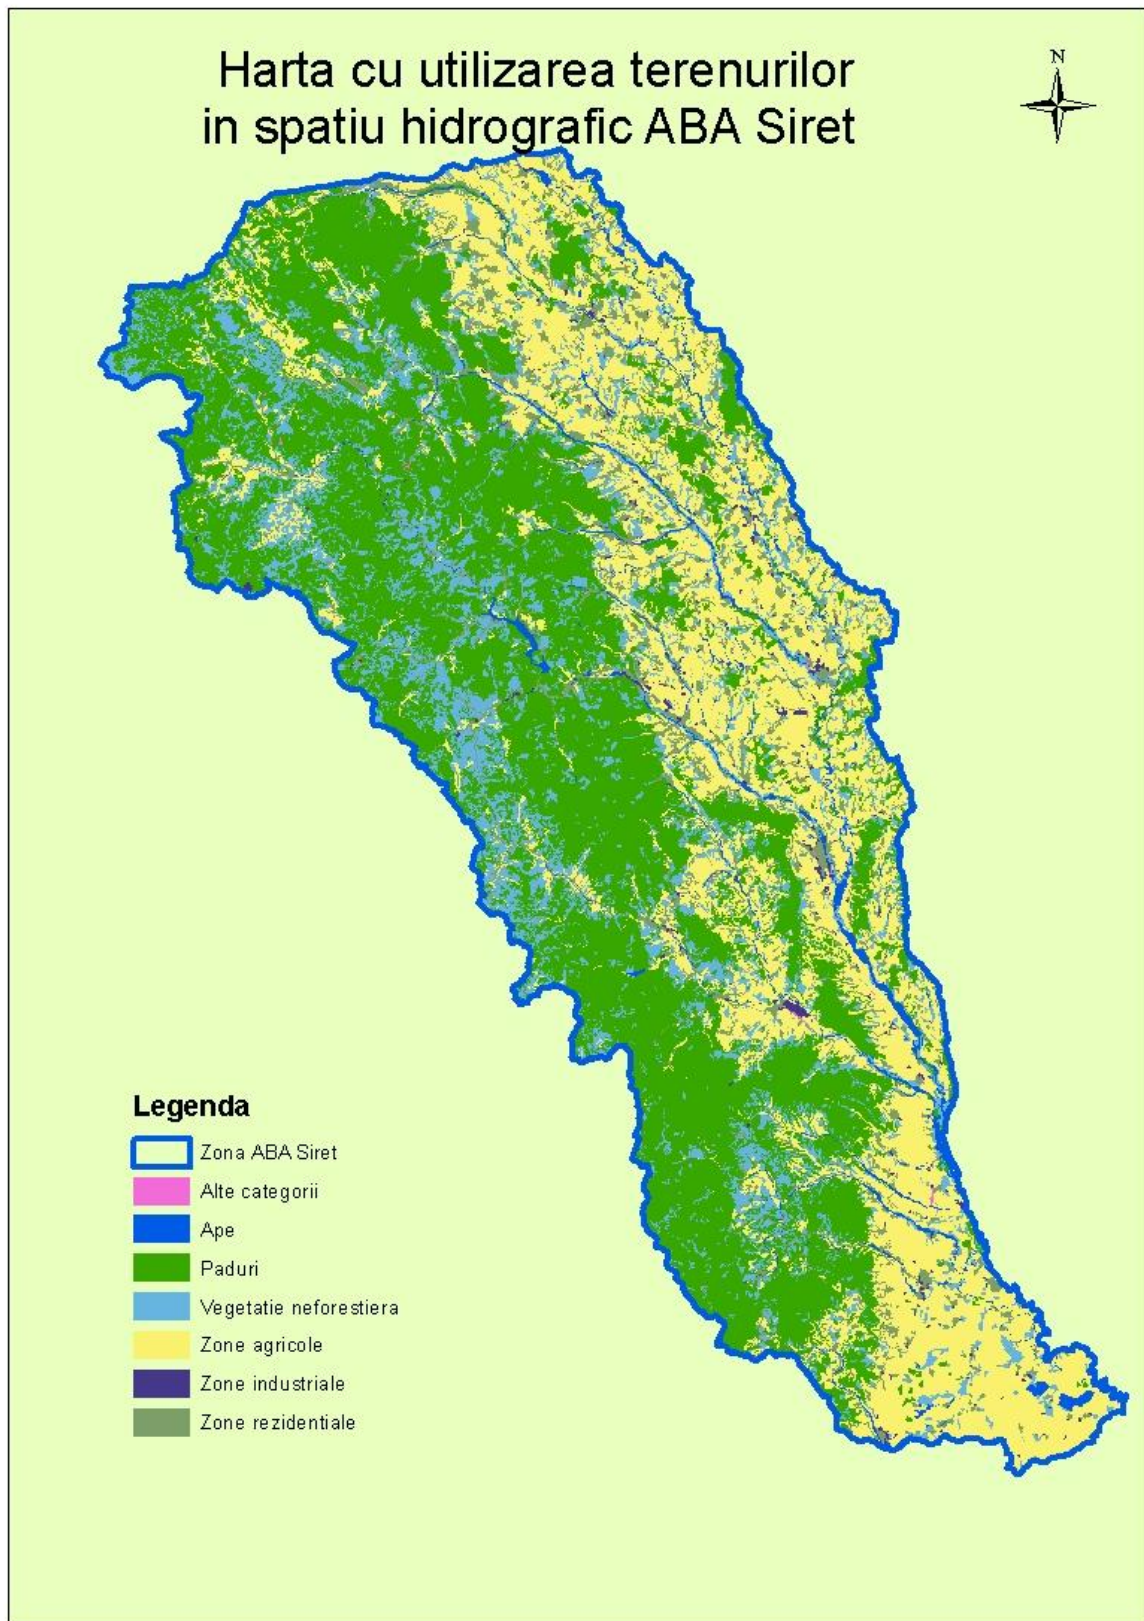 Harta cu utilizarea terenurilor
in spatiu hidrografic ABA Siret
N
Legenda
Zona ABA Siret
Alte categorii
Ape
Paduri
Vegetatie neforestiera
Zone agricole
Zone industriale
Zone rezidentiale